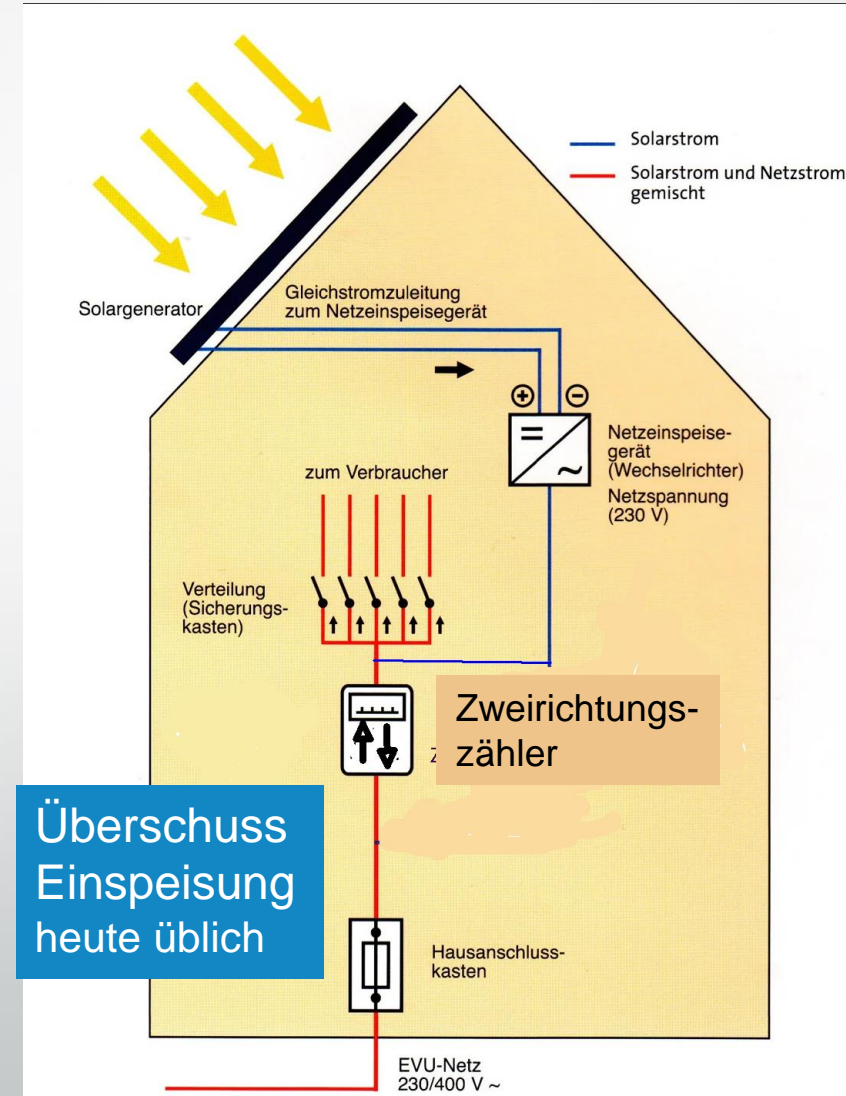 Solarstrom
Solarstrom und Netzstrom
gemischt
Solargenerator
Gleichstromzuleitung
zum Netzeinspeisegerät
+
−
=
~
Netzeinspeise-
gerät
(Wechselrichter)
Netzspannung
(230 V)
zum Verbraucher
Verteilung
(Sicherungs-
kasten)
Zweirichtungs-
zähler
Überschuss
Einspeisung
heute üblich
Hausanschluss-
kasten
EVU-Netz
230/400 V ~